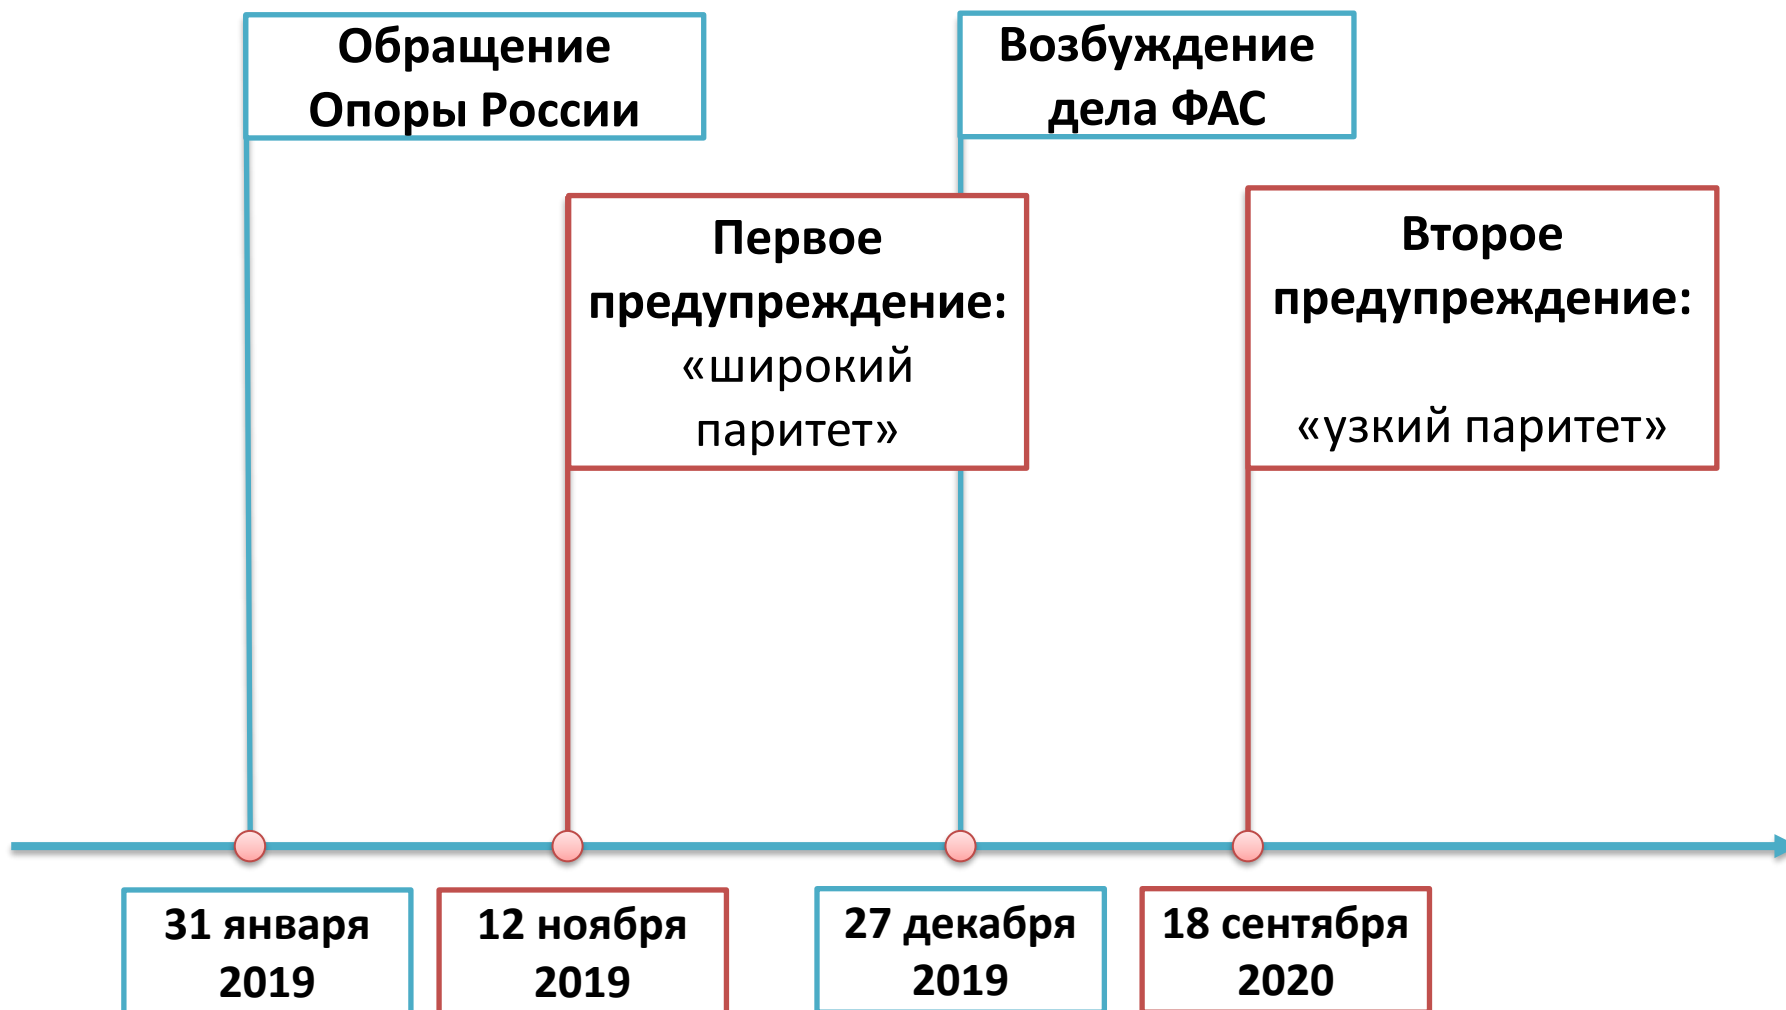 Обращение
Опоры России
Возбуждение
дела ФАС
Первое
предупреждение:
«широкий
паритет»
Второе
предупреждение:
«узкий паритет»
31 января
2019
12 ноября
2019
27 декабря
2019
18 сентября
2020